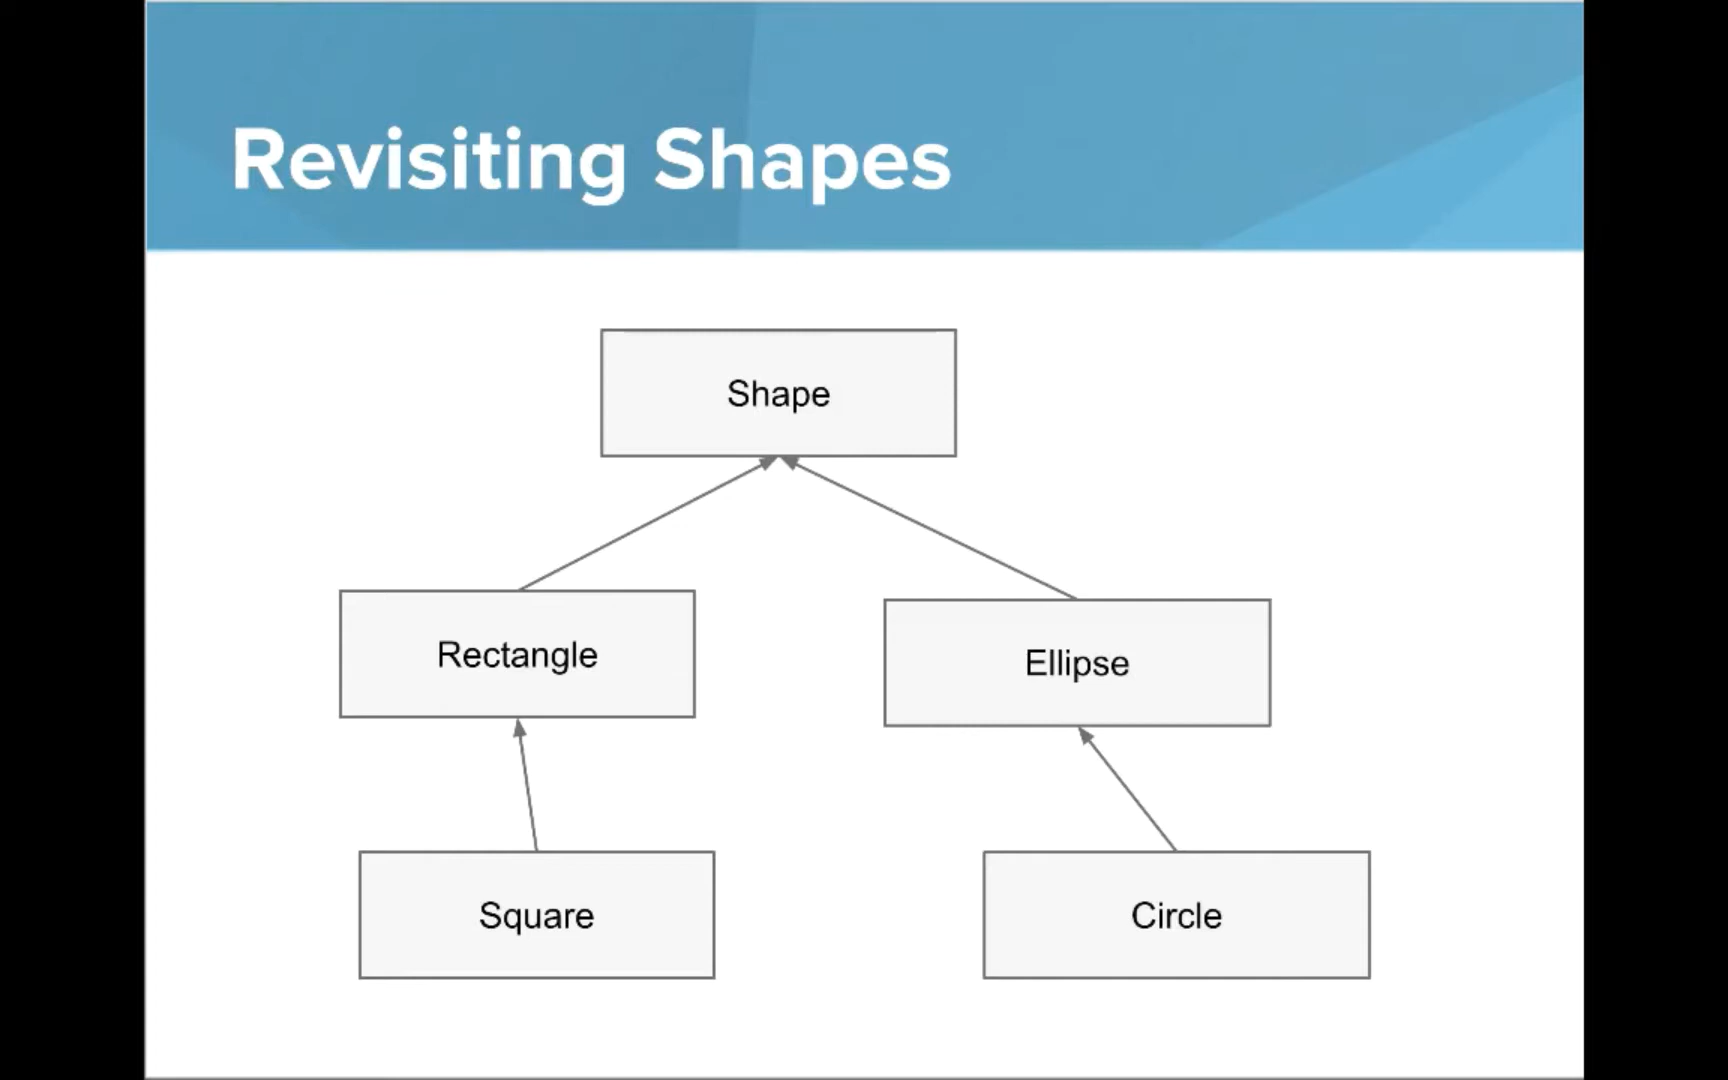 Revisiting Shapes
Shape
Rectangle
Ellipse
Square
Circle